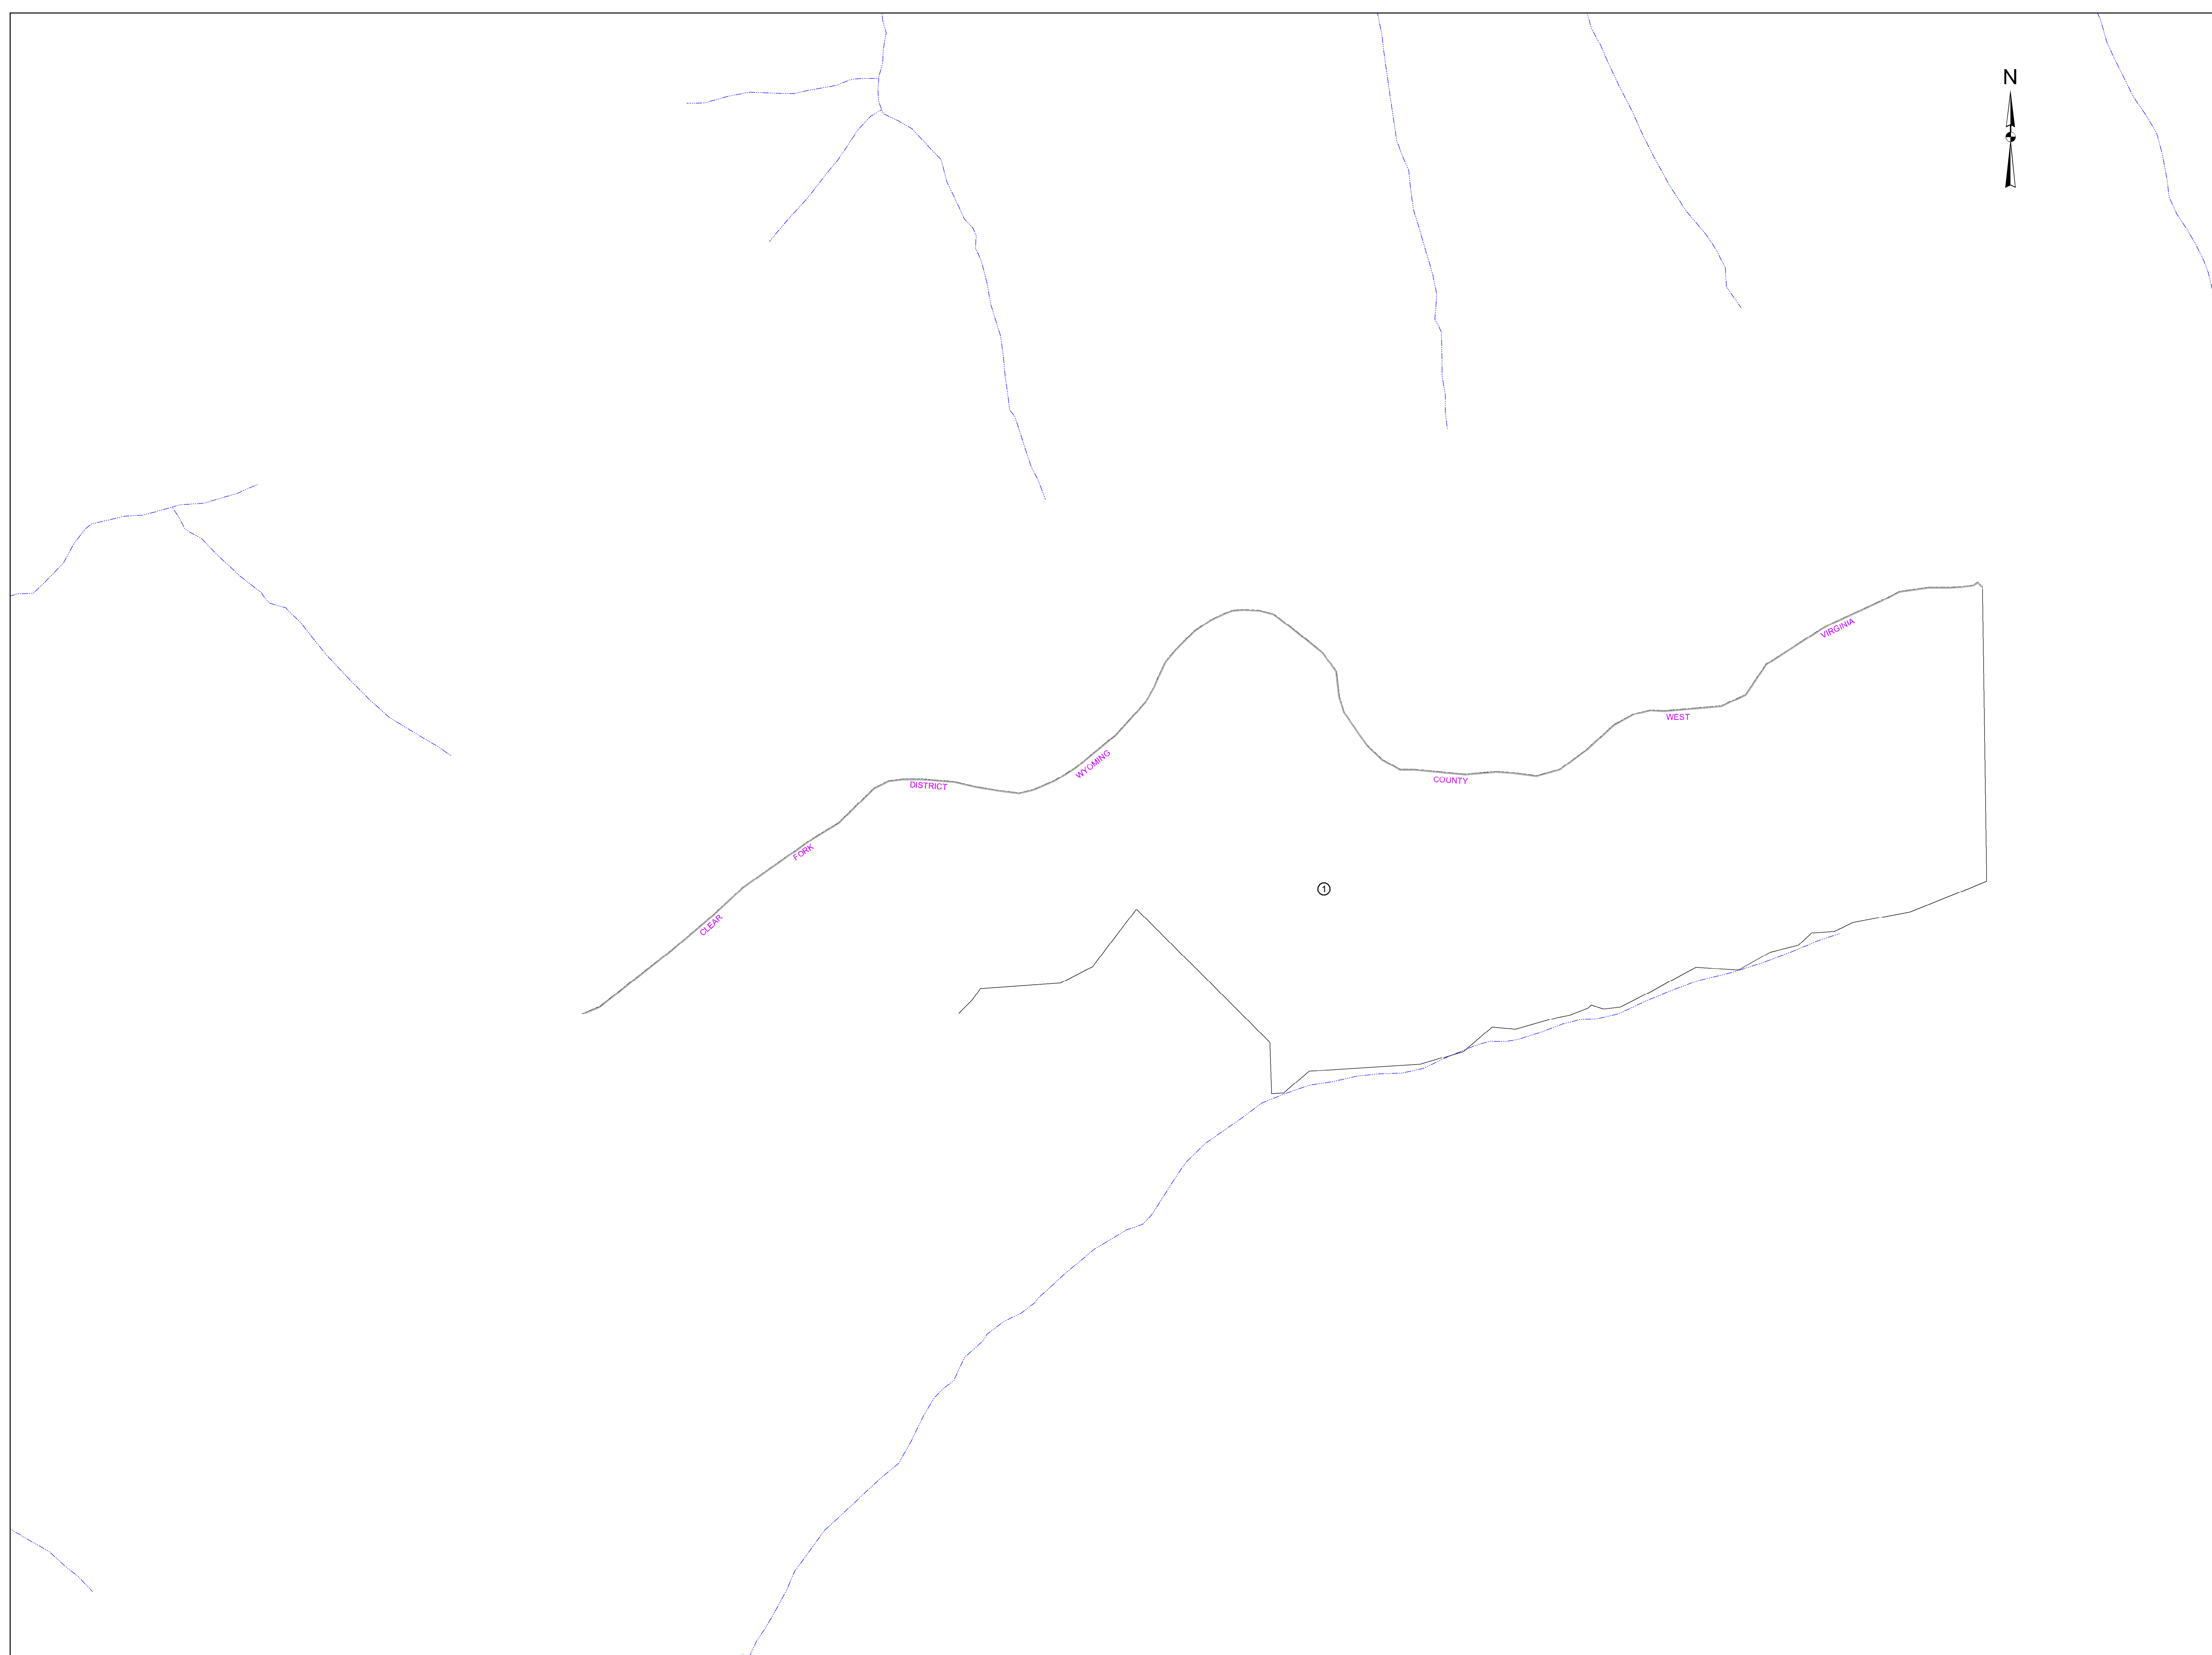 N
CLEAR
FORK
DISTRICT
WYOMING
COUNTY
WEST
VIRGINIA
1